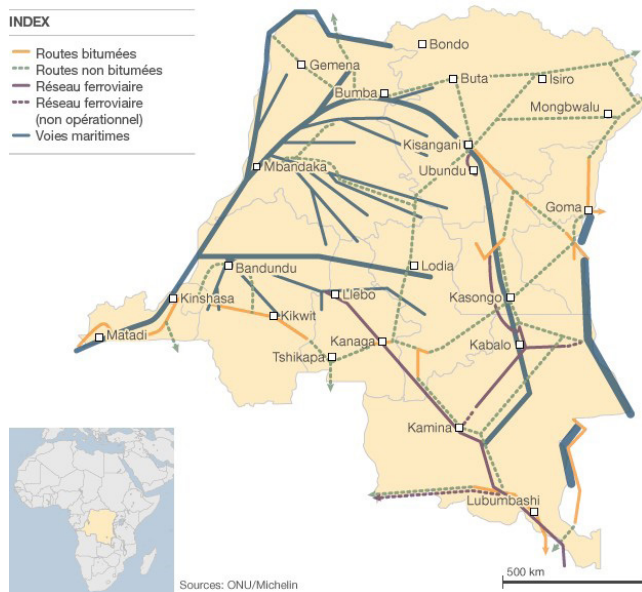 INDEX
Routes bitumées
Routes non bitumées
Réseau ferroviaire
Réseau ferroviaire
(non opérationnel)
Voies maritimes
Bondo
Gemena
Buta
Isiro
Bumba
Mongbwalu
Kisangani
Mbandaka
Ubundu
Goma
Bandundu
Lodia
Kinshasa
Liebo
Kasongo
Kikwit
Matadi
Kanaga
Kabalo
Tshikapa
Kamina
Lubumbashi
500 km
Sources: ONU/Michelin